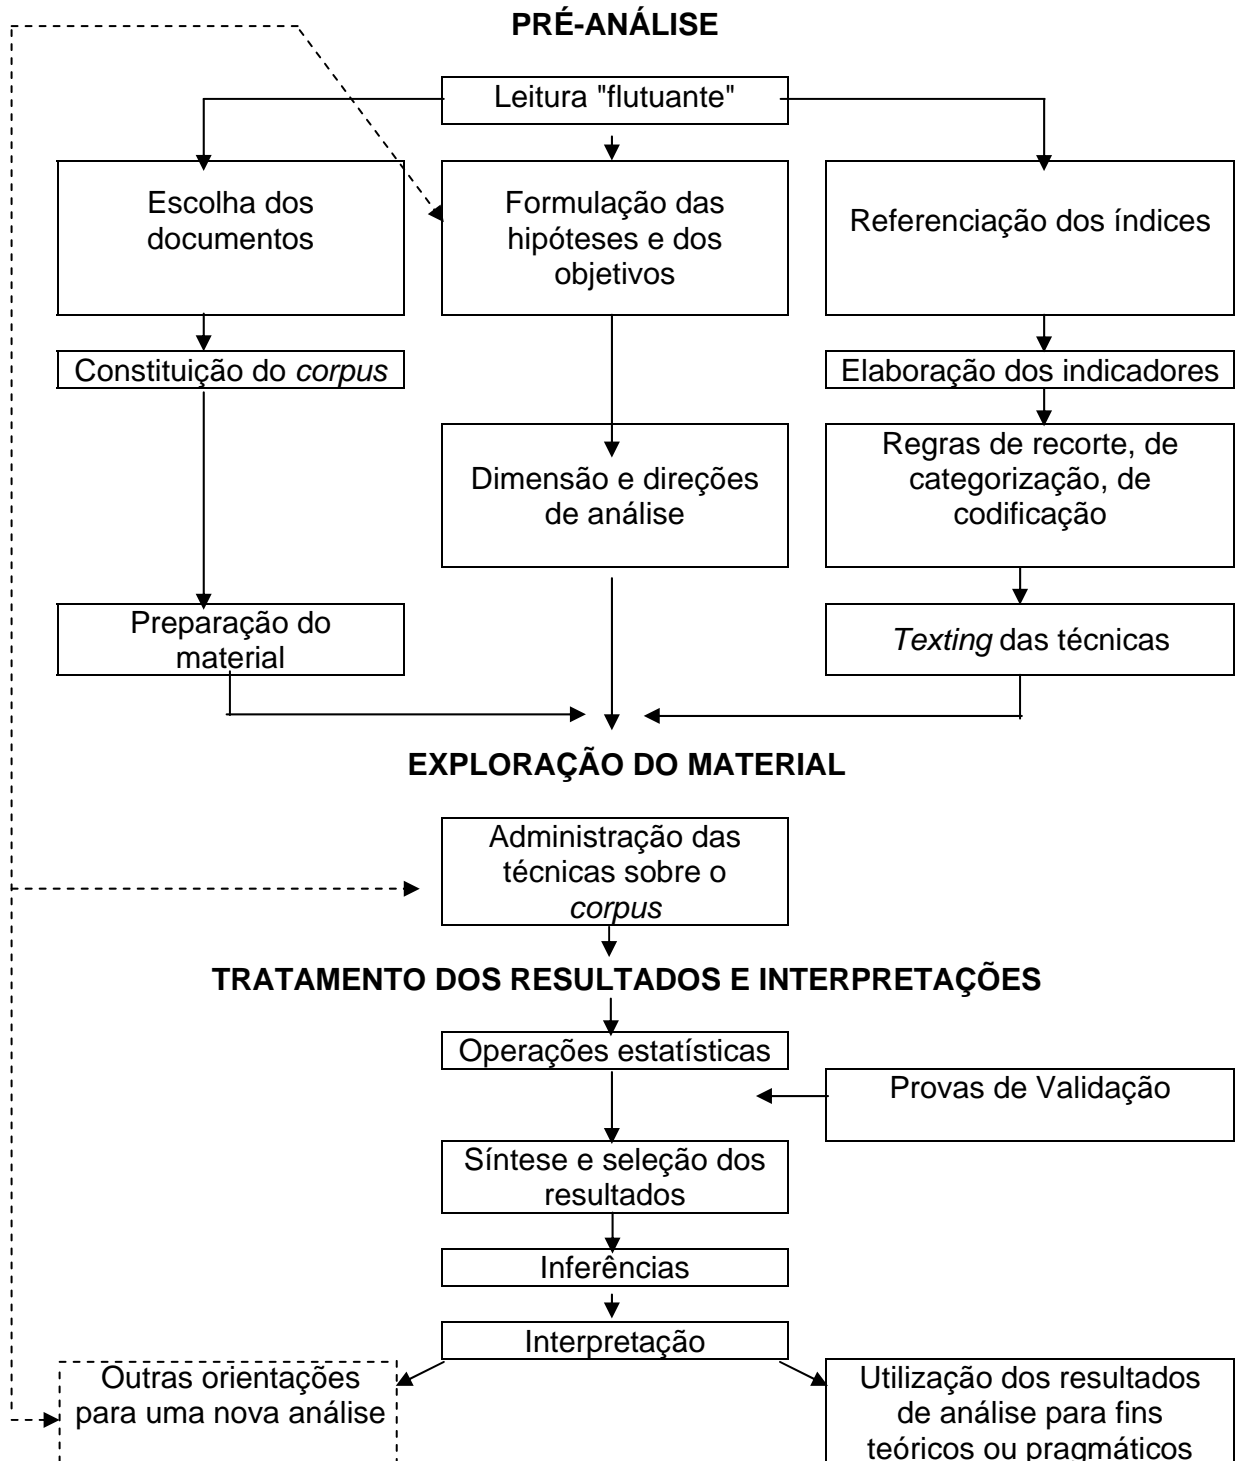 PRÉ-ANÁLISE
Leitura "flutuante"
Escolha dos
documentos
Formulação das
hipóteses e dos
objetivos
Referenciação dos índices
Constituição do corpus
Elaboração dos indicadores
Dimensão e direções
de análise
Regras de recorte, de
categorização, de
codificação
Preparação do
material
Texting das técnicas
EXPLORAÇÃO DO MATERIAL
Administração das
técnicas sobre o
corpus
TRATAMENTO DOS RESULTADOS E INTERPRETAÇÕES
Operações estatísticas
Provas de Validação
Síntese e seleção dos
resultados
Inferências
Interpretação
Outras orientações
para uma nova análise
Utilização dos resultados
de análise para fins
teóricos ou pragmáticos